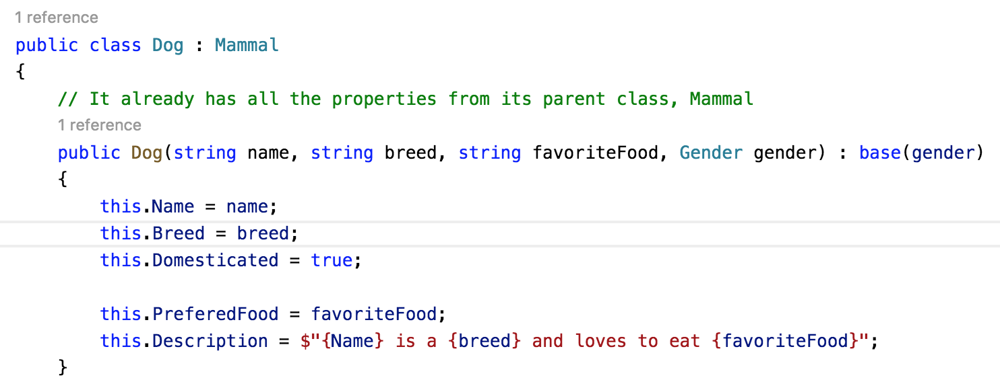 1 reference
public class Dog : Mammal
{
// It already has all the properties from its parent class, Mammal
1 reference
public Dog(string name, string breed, string favoriteFood, Gender gender) : base(gender)
{
this.Name = name;
this.Breed = breed;
this.Domesticated = true;
this.PreferedFood = favoriteFood;
this.Description = $"{Name} is a {breed} and loves to eat {favoriteFood}";
}